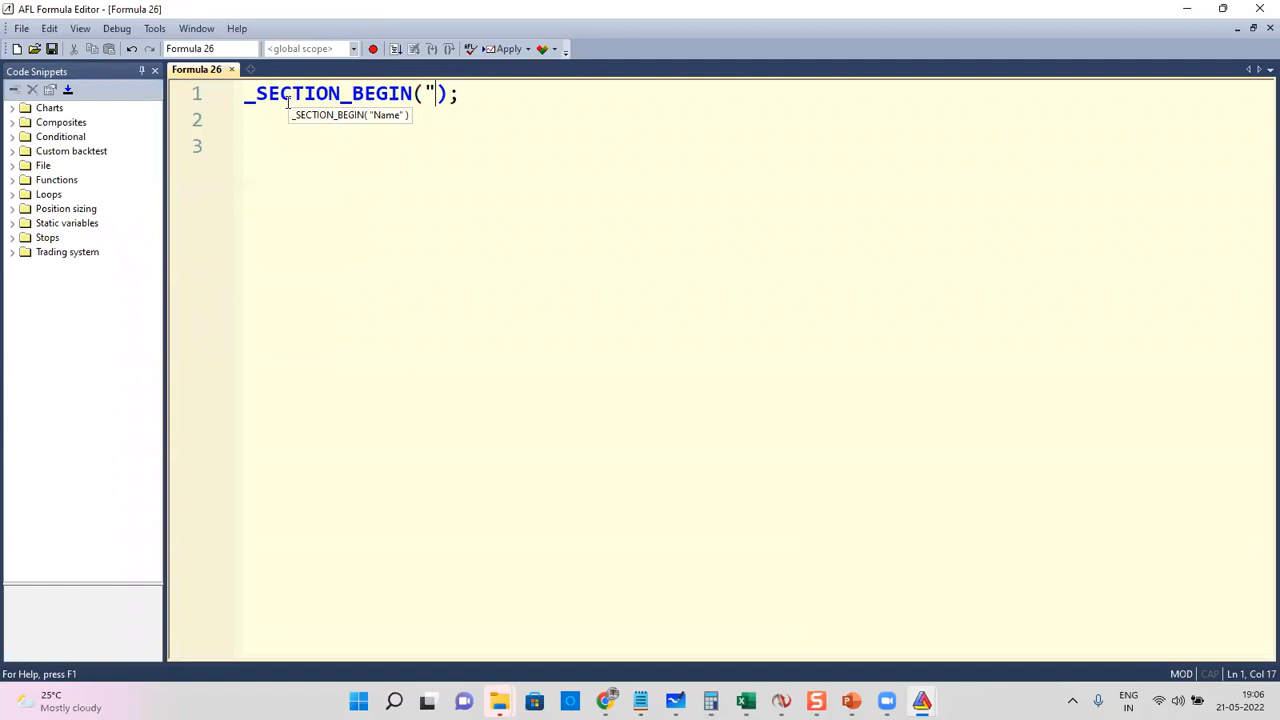 AFL Formula Editor - [Formula 26]
File Edit View Debug Tools Window Help
Formula 26 <global scope> Apply
Code Snippets
Formula 26
Charts
Composites
Conditional
Custom backtest
File
Functions
Loops
Position sizing
Static variables
Stops
Trading system
1 _SECTION_BEGIN(");
_SECTION_BEGIN( "Name" )
2
3
For Help, press F1
MOD CAP Ln 1, Col 17
25°C
Mostly cloudy
ENG
IN
19:06
21-05-2022